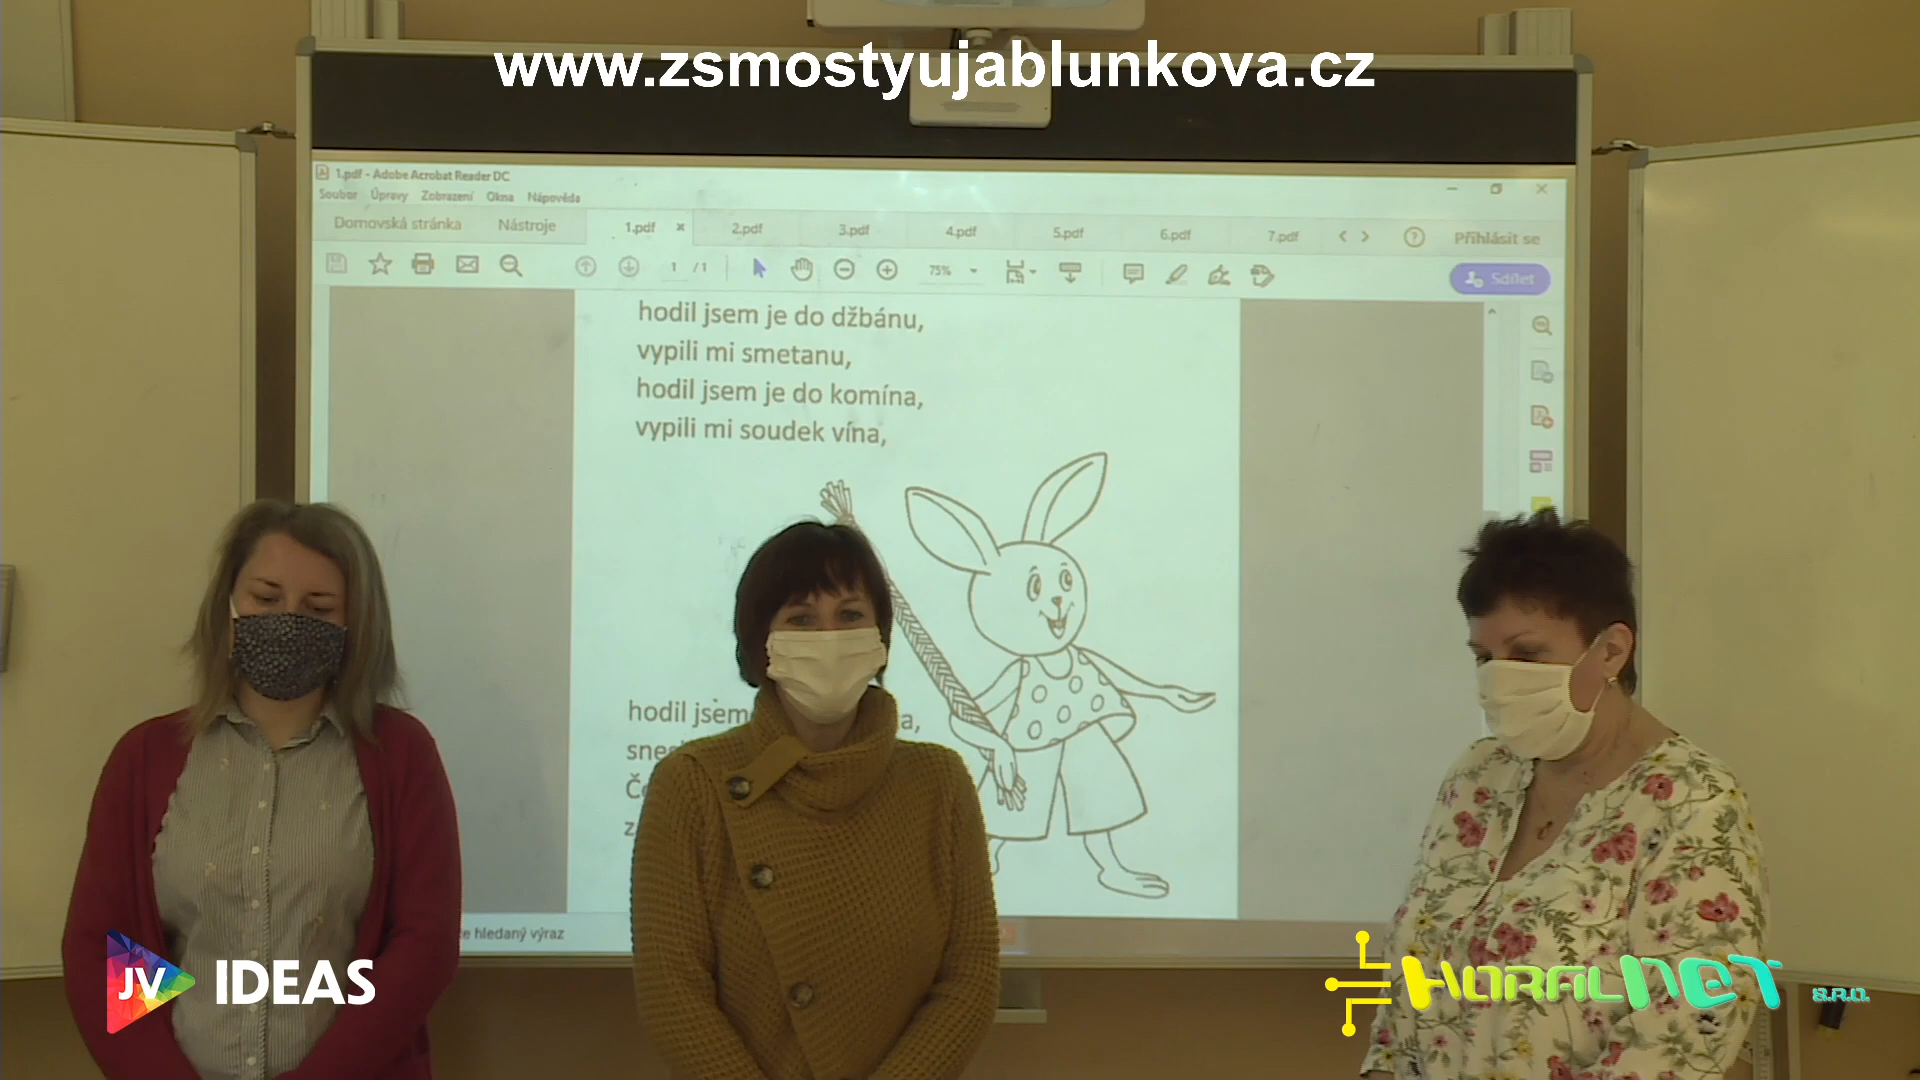 www.zsmostyujablunkova.cz
1.pdf - Adobe Acrobat Reader DC
Soubor Úpravy Zobrazení Okna Nápověda
Domovská stránka Nástroje 1.pdf 2.pdf 3.pdf 4.pdf 5.pdf 6.pdf 7.pdf Přihlásit se
1 / 1 75% Sdílet
hodil jsem je do džbánu,
vypili mi smetanu,
hodil jsem je do komína,
vypili mi soudek vína,
hodil jsem
hledaný výraz
JV IDEAS
HORALNET s.r.o.